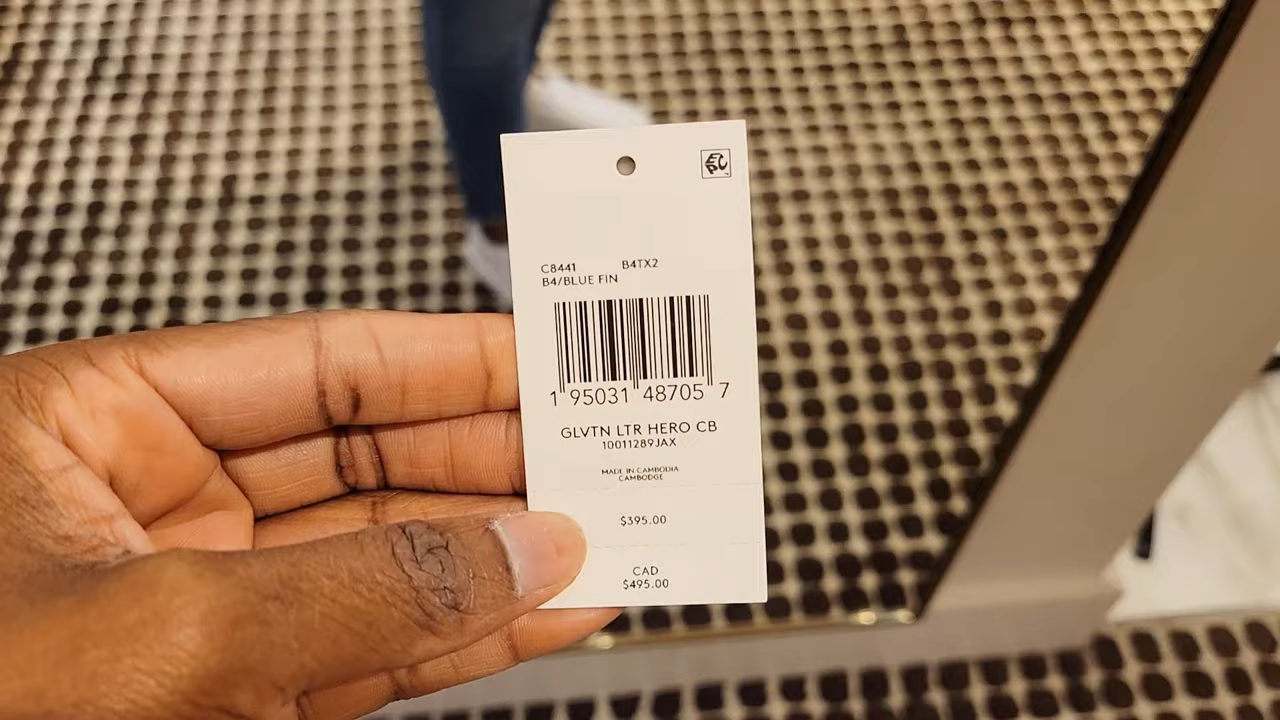 EPC
C8441 B4TX2
B4/BLUE FIN
1 95031 48705 7
GLVTN LTR HERO CB
10011289JAX
MADE IN CAMBODIA
CAMBODGE
$395.00
CAD
$495.00